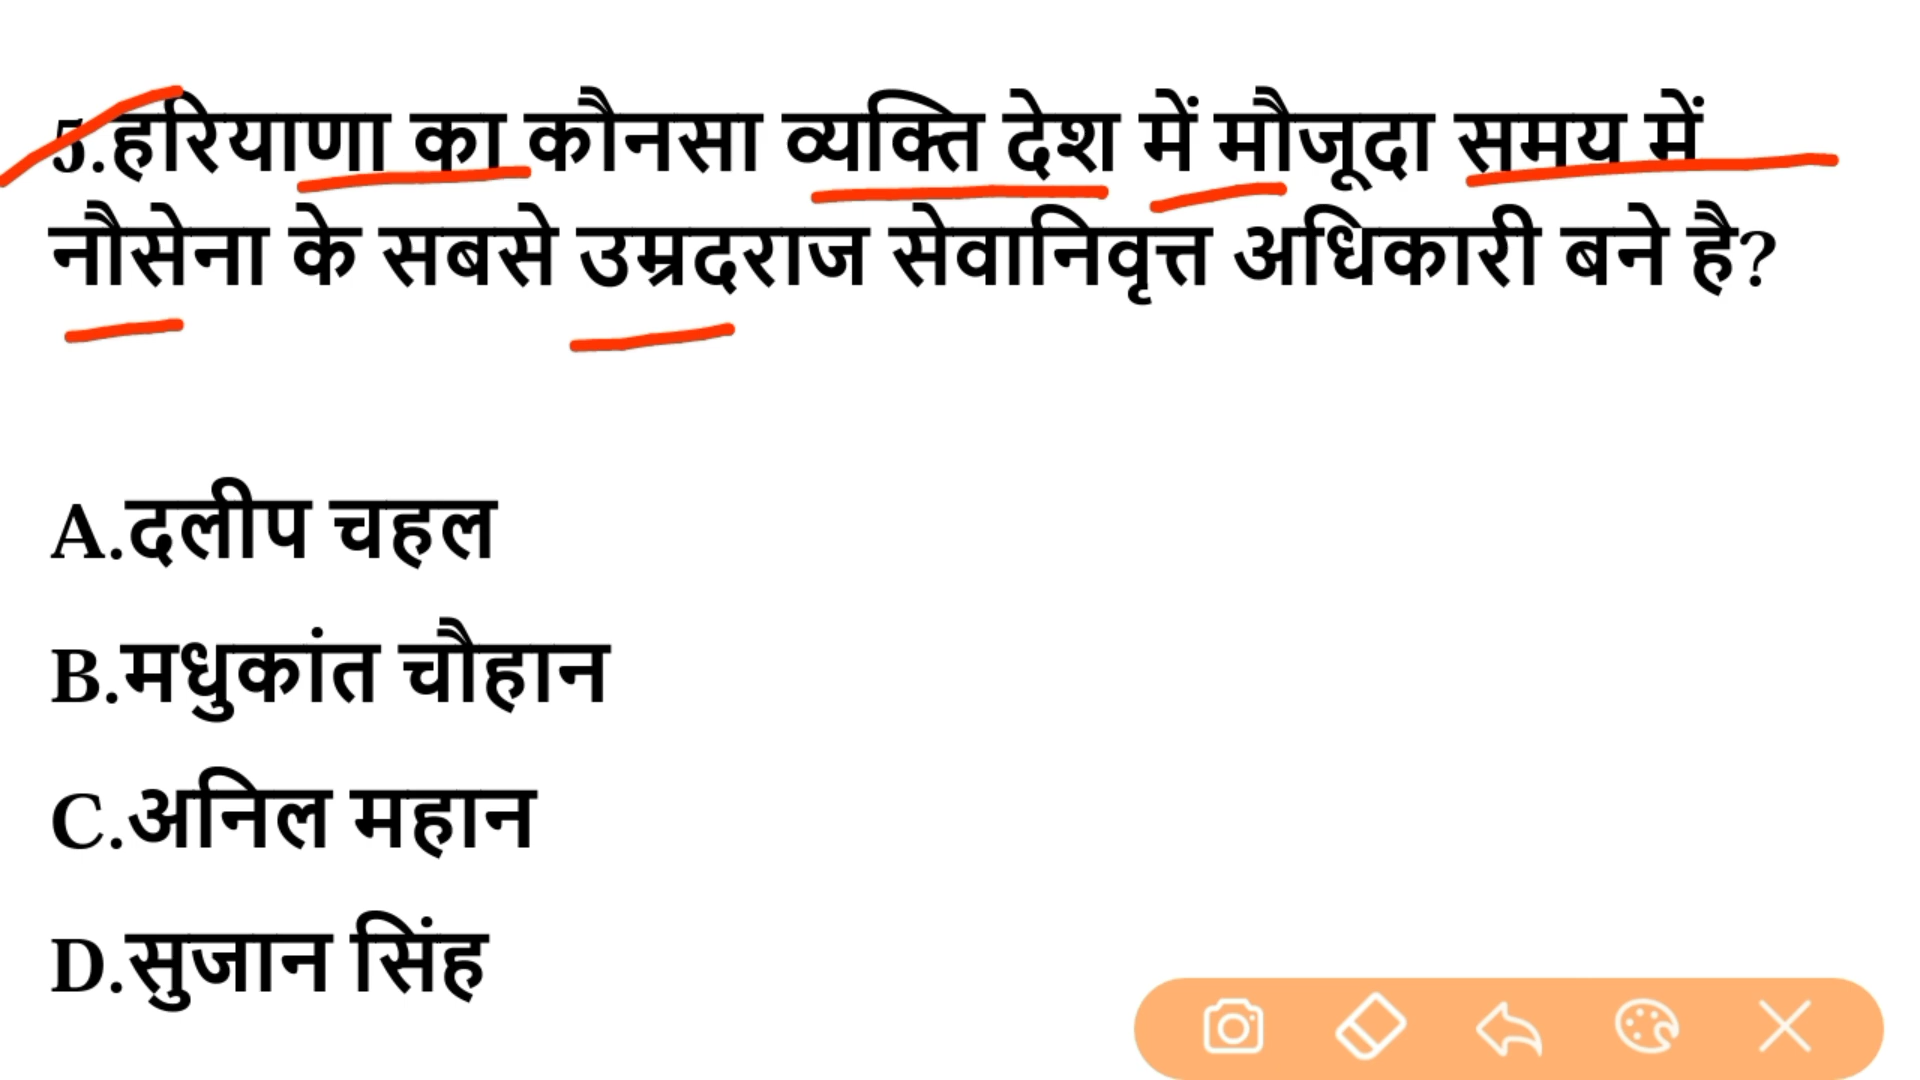 5.हरियाणा का कौनसा व्यक्ति देश में मौजूदा समय में
नौसेना के सबसे उम्रदराज सेवानिवृत्त अधिकारी बने है?
A.दलीप चहल
B.मधुकांत चौहान
C.अनिल महान
D.सुजान सिंह